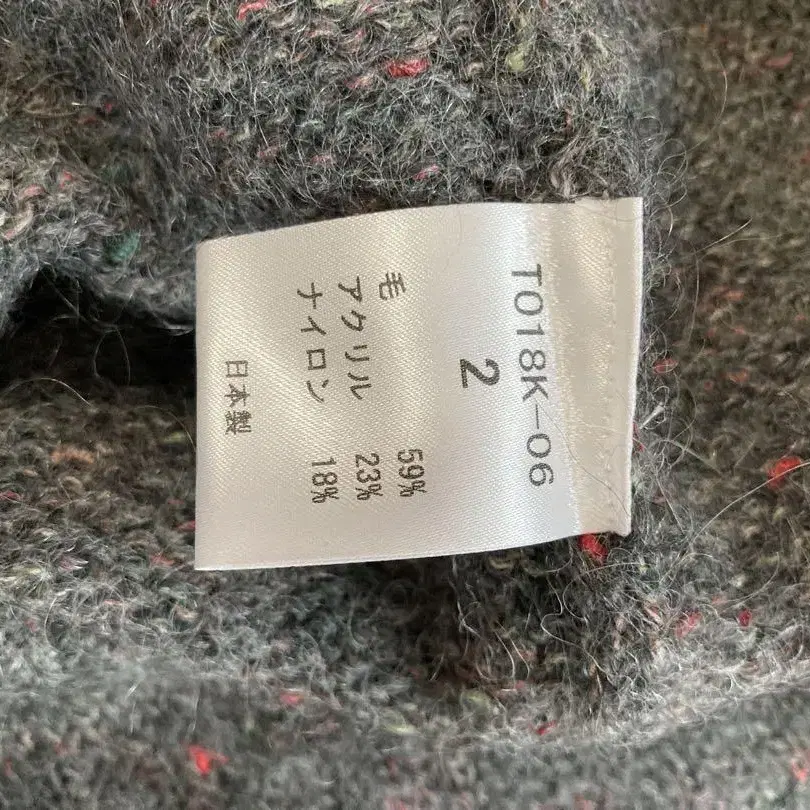 T018K-06
2
毛 59%
アクリル 23%
ナイロン 18%
日本製